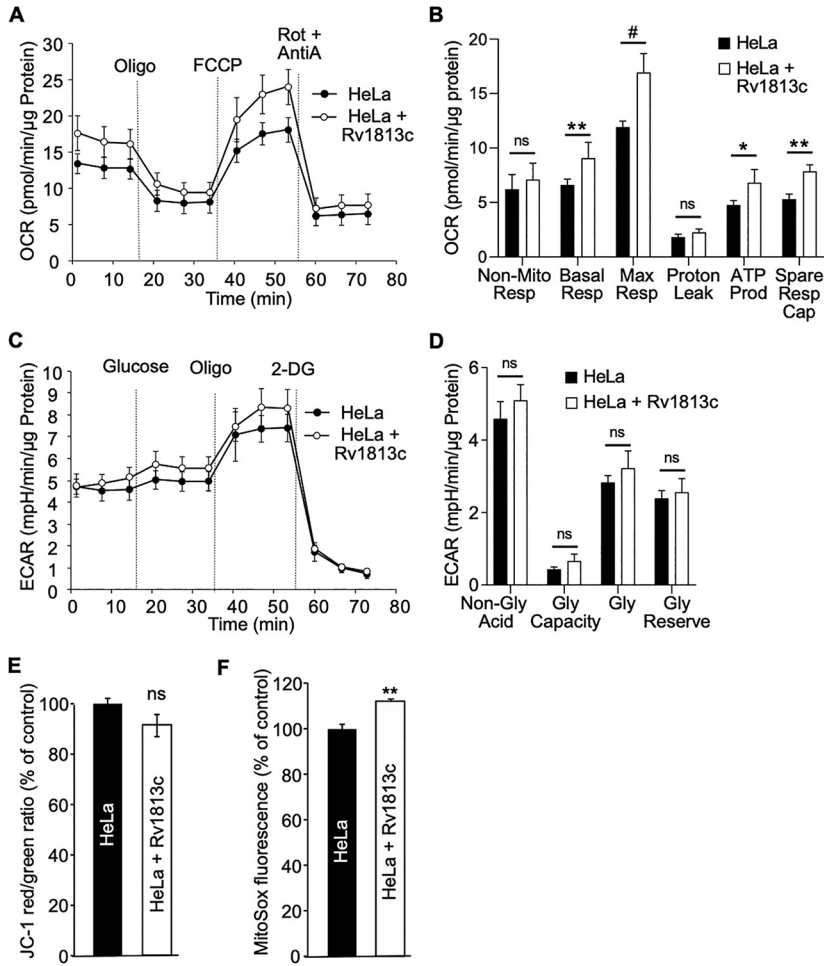 A
OCR (pmol/min/µg Protein)
30
25
20
15
10
5
0
Oligo
FCCP
Rot +
AntiA
HeLa
HeLa +
Rv1813c
0 10 20 30 40 50 60 70 80
Time (min)
B
OCR (pmol/min/µg protein)
20
15
10
5
0
ns
**
#
ns
*
**
HeLa
HeLa +
Rv1813c
Non-Mito
Resp
Basal
Resp
Max
Resp
Proton
Leak
ATP
Prod
Spare
Resp
Cap
C
ECAR (mpH/min/µg Protein)
10
9
8
7
6
5
4
3
2
1
0
Glucose
Oligo
2-DG
HeLa
HeLa +
Rv1813c
0 10 20 30 40 50 60 70 80
Time (min)
D
ECAR (mpH/min/µg Protein)
6
4
2
0
ns
ns
ns
ns
HeLa
HeLa + Rv1813c
Non-Gly
Acid
Gly
Capacity
Gly
Gly
Reserve
E
JC-1 red/green ratio (% of control)
100
80
60
40
20
0
ns
HeLa
HeLa + Rv1813c
F
MitoSox fluorescence (% of control)
120
100
80
60
40
20
0
**
HeLa
HeLa + Rv1813c